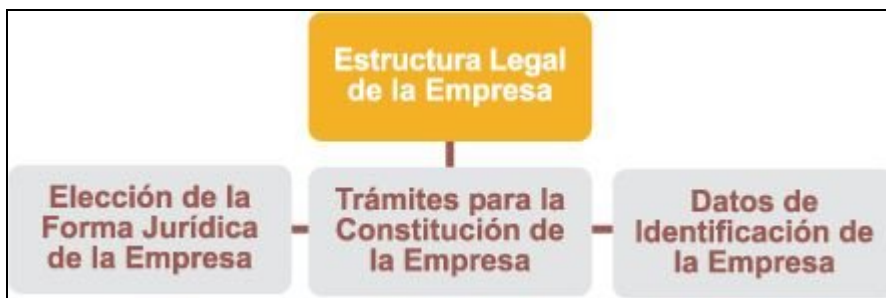 Estructura Legal
de la Empresa
Elección de la
Forma Jurídica
de la Empresa
Trámites para la
Constitución de
la Empresa
Datos de
Identificación de
la Empresa